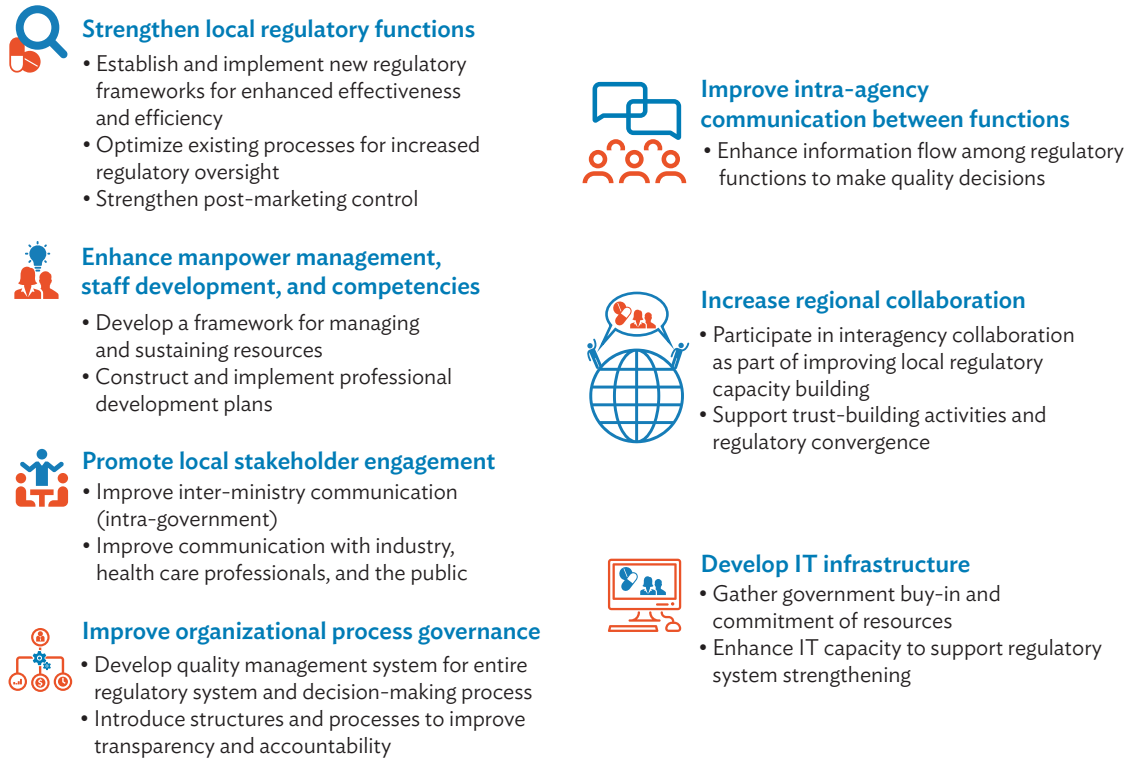 Strengthen local regulatory functions
• Establish and implement new regulatory
frameworks for enhanced effectiveness
and efficiency
• Optimize existing processes for increased
regulatory oversight
• Strengthen post-marketing control
Enhance manpower management,
staff development, and competencies
• Develop a framework for managing
and sustaining resources
• Construct and implement professional
development plans
Promote local stakeholder engagement
• Improve inter-ministry communication
(intra-government)
• Improve communication with industry,
health care professionals, and the public
Improve organizational process governance
• Develop quality management system for entire
regulatory system and decision-making process
• Introduce structures and processes to improve
transparency and accountability
Improve intra-agency
communication between functions
• Enhance information flow among regulatory
functions to make quality decisions
Increase regional collaboration
• Participate in interagency collaboration
as part of improving local regulatory
capacity building
• Support trust-building activities and
regulatory convergence
Develop IT infrastructure
• Gather government buy-in and
commitment of resources
• Enhance IT capacity to support regulatory
system strengthening